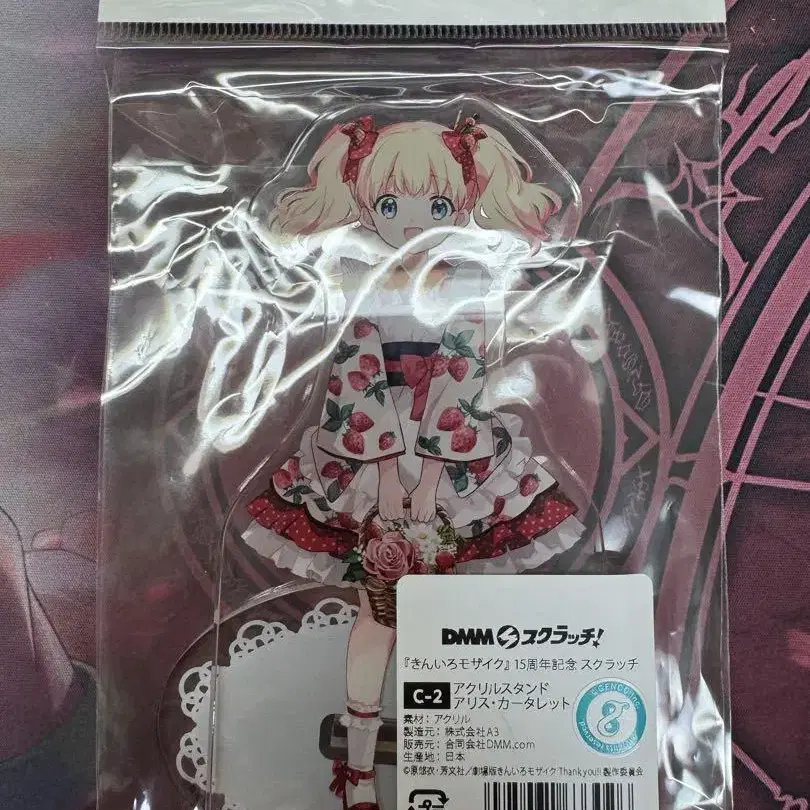 DMM スクラッチ!
『きんいろモザイク』15周年記念 スクラッチ
C-2 アクリルスタンド
アリス・カータレット
素材：アクリル
製造元：株式会社A3
販売元：合同会社DMM.com
生産地：日本
©原悠衣・芳文社／劇場版きんいろモザイク Thank you!! 製作委員会